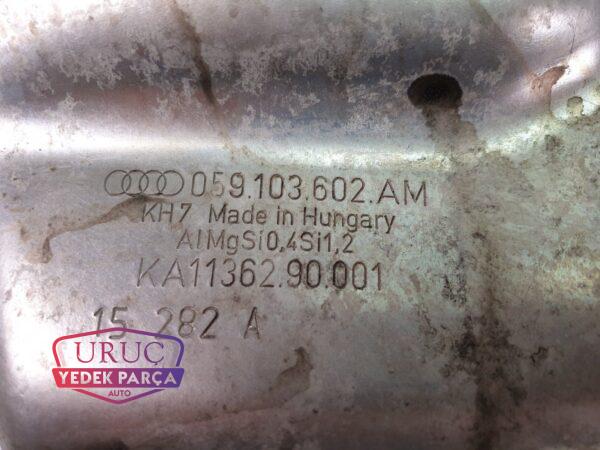 059.103.602.AM
KH7 Made in Hungary
AlMgSi0,4Si1,2
KA11362.90.001
15 282 A
URUÇ
YEDEK PARÇA
AUTO